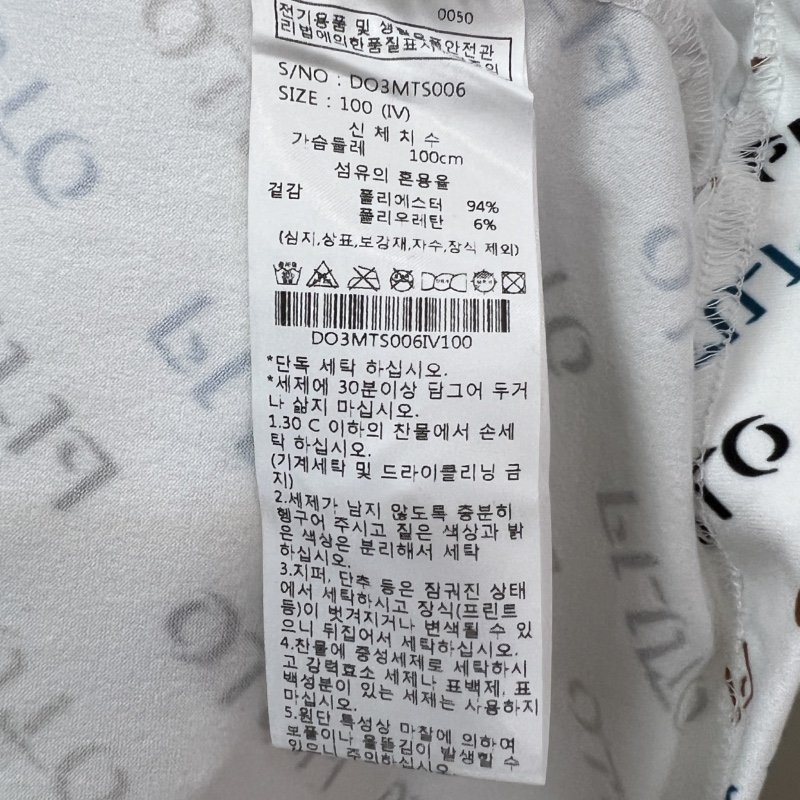 0050
전기용품 및 생활용품안전관
리법에의한품질표시
S/NO : DO3MTS006
SIZE : 100 (IV)
신 체 치 수
가슴둘레 100cm
섬유의 혼용율
겉감 폴리에스터 94%
폴리우레탄 6%
(심지,상표,보강재,자수,장식 제외)
DO3MTS006IV100
*단독 세탁 하십시오.
*세제에 30분이상 담그어 두거
나 삶지 마십시오.
1.30 C 이하의 찬물에서 손세
탁 하십시오.
(기계세탁 및 드라이클리닝 금
지)
2.세제가 남지 않도록 충분히
헹구어 주시고 짙은 색상과 밝
은 색상은 분리해서 세탁
하십시오.
3.지퍼, 단추 등은 잠궈진 상태
에서 세탁하시고 장식(프린트
등)이 벗겨지거나 변색될 수 있
으니 뒤집어서 세탁하십시오.
4.찬물에 중성세제로 세탁하시
고 강력효소 세제나 표백제, 표
백성분이 있는 세제는 사용하지
마십시오.
5.원단 특성상 마찰에 의하여
보풀이나 올뜯김이 발생할 수
있으니 주의하십시오.